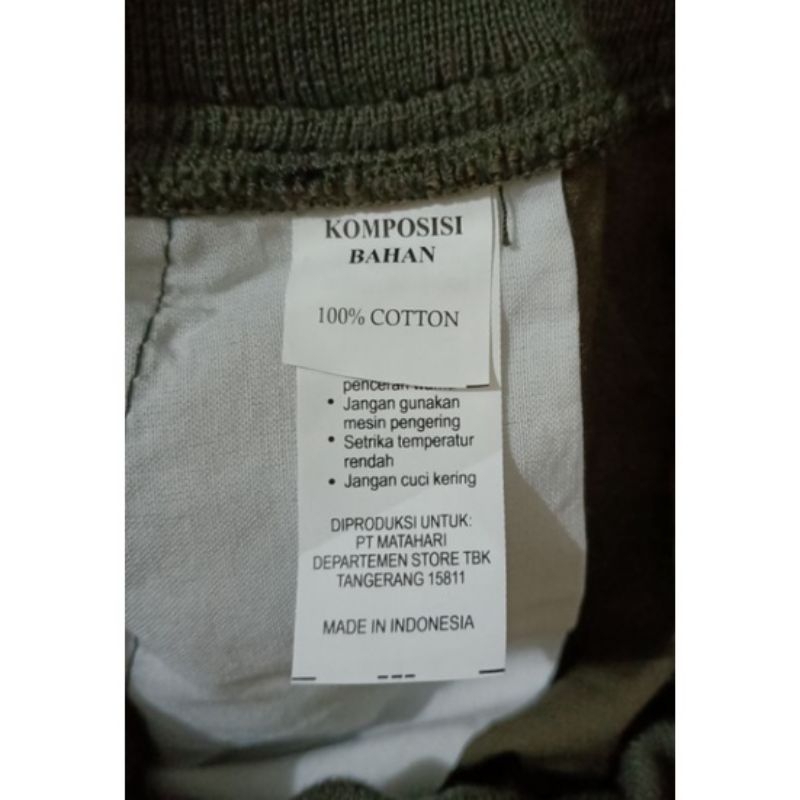 KOMPOSISI
BAHAN
100% COTTON
• Jangan gunakan
mesin pengering
• Setrika temperatur
rendah
• Jangan cuci kering
DIPRODUKSI UNTUK:
PT MATAHARI
DEPARTEMEN STORE TBK
TANGERANG 15811
MADE IN INDONESIA